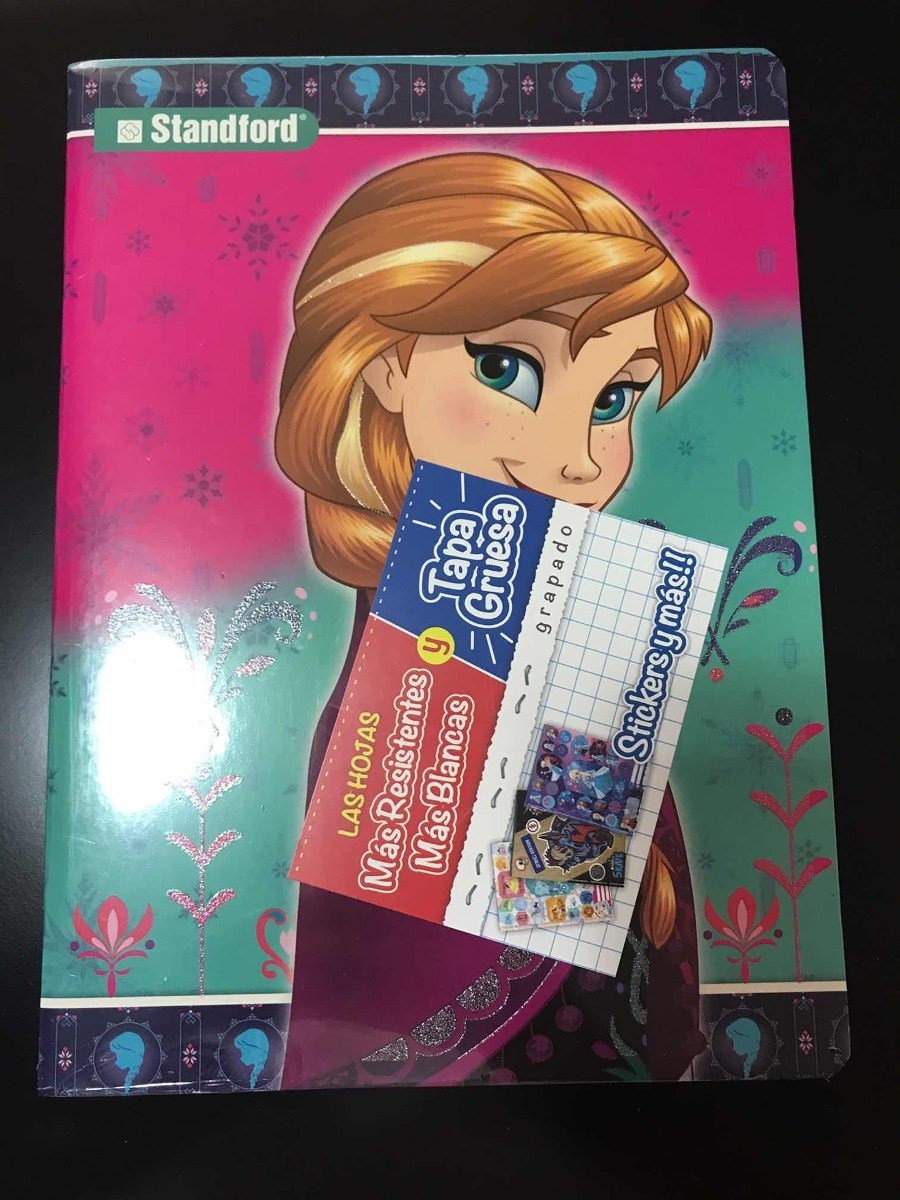 Standford®
Tapa
Gruesa
y
LAS HOJAS
Más Resistentes
Más Blancas
grapado
Stickers y más!!